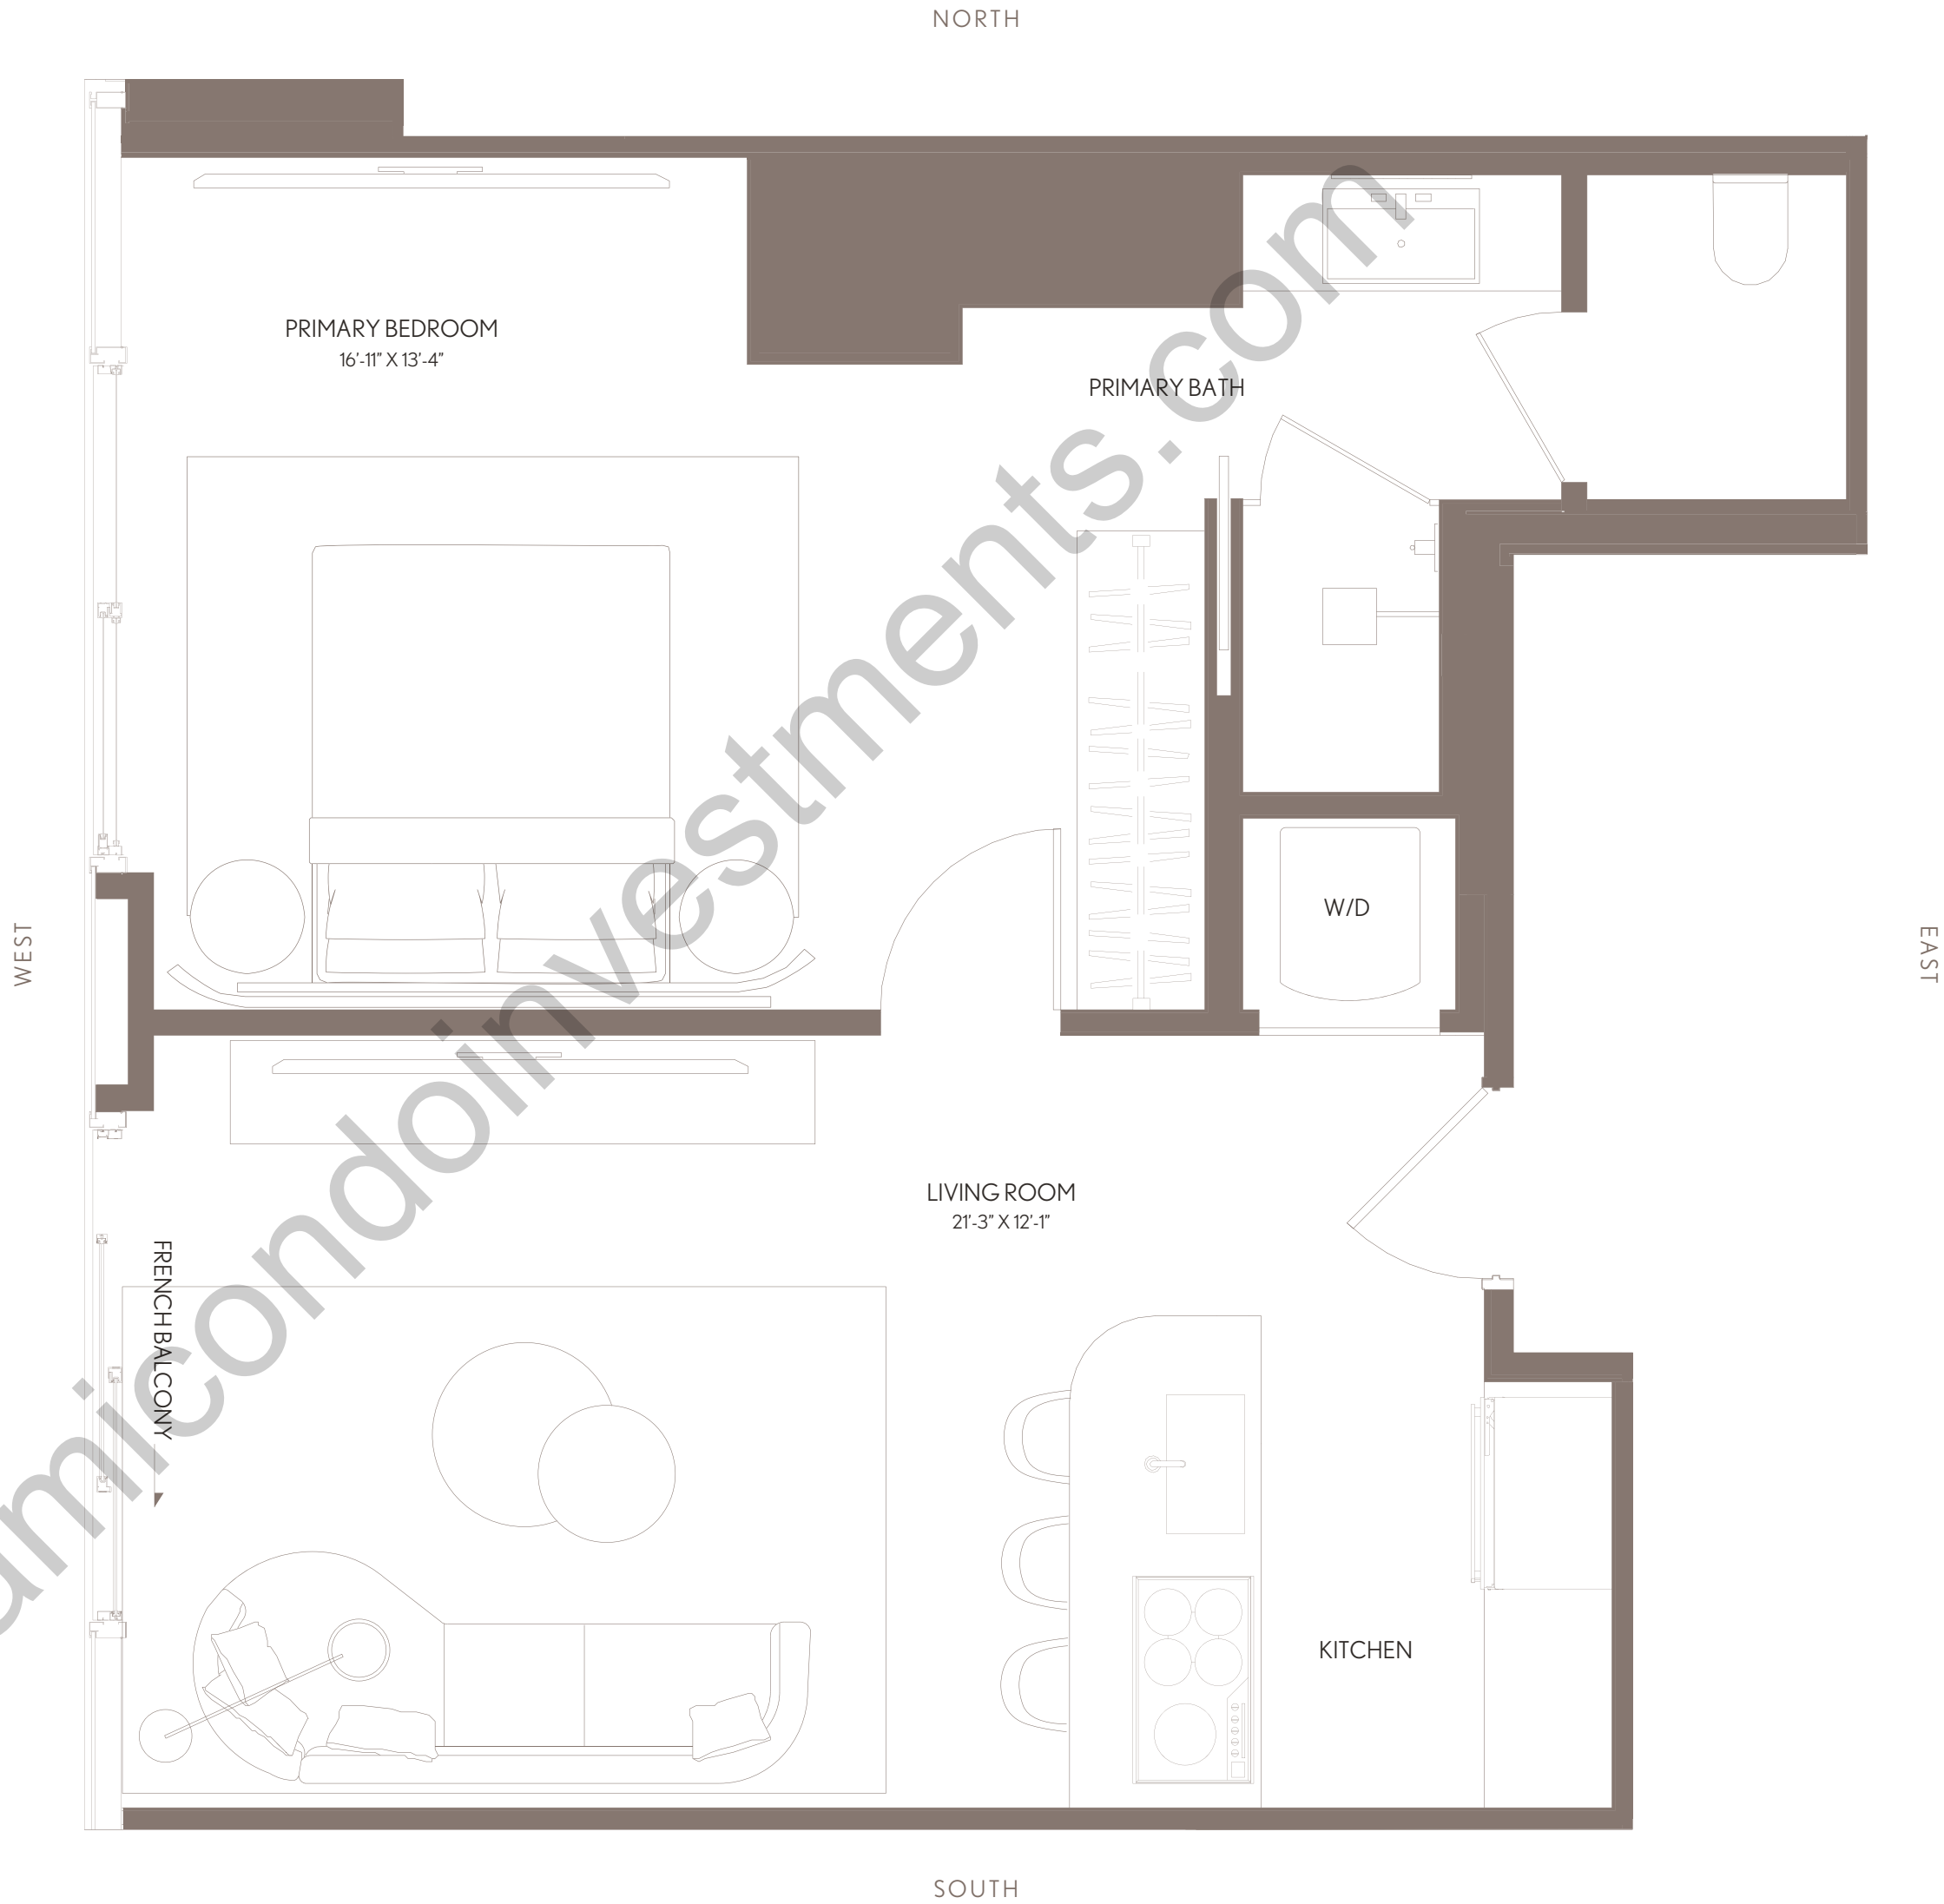 NORTH
PRIMARY BEDROOM
16'-11" X 13'-4"
PRIMARY BATH
W/D
WEST
EAST
LIVING ROOM
21'-3" X 12'-1"
FRENCH BALCONY
KITCHEN
SOUTH
amicondoinvestments.com